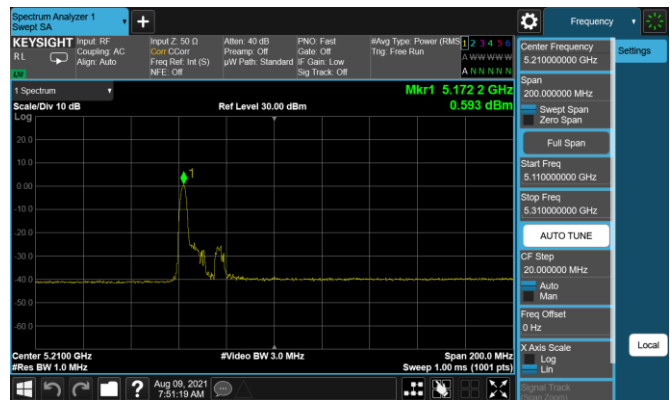 Spectrum Analyzer 1
Swept SA
Frequency
KEYSIGHT
R L
Input: RF
Coupling: AC
Align: Auto
Input Z: 50 Ω
Corr CCorr
Freq Ref: Int (S)
NFE: Off
Atten: 40 dB
Preamp: Off
µW Path: Standard
PNO: Fast
Gate: Off
IF Gain: Low
Sig Track: Off
#Avg Type: Power (RMS
Trig: Free Run
1 2 3 4 5 6
A W W W W W
A N N N N N
Center Frequency
5.210000000 GHz
Settings
Span
200.000000 MHz
Swept Span
Zero Span
Full Span
Start Freq
5.110000000 GHz
Stop Freq
5.310000000 GHz
AUTO TUNE
CF Step
20.000000 MHz
Auto
Man
Freq Offset
0 Hz
X Axis Scale
Log
Lin
Local
Signal Track
(Span Zoom)
1 Spectrum
Scale/Div 10 dB
Log
Ref Level 30.00 dBm
Mkr1 5.172 2 GHz
0.593 dBm
1
20.0
10.0
0.00
-10.0
-20.0
-30.0
-40.0
-50.0
-60.0
Center 5.2100 GHz
#Res BW 1.0 MHz
#Video BW 3.0 MHz
Span 200.0 MHz
Sweep 1.00 ms (1001 pts)
Aug 09, 2021
7:51:19 AM